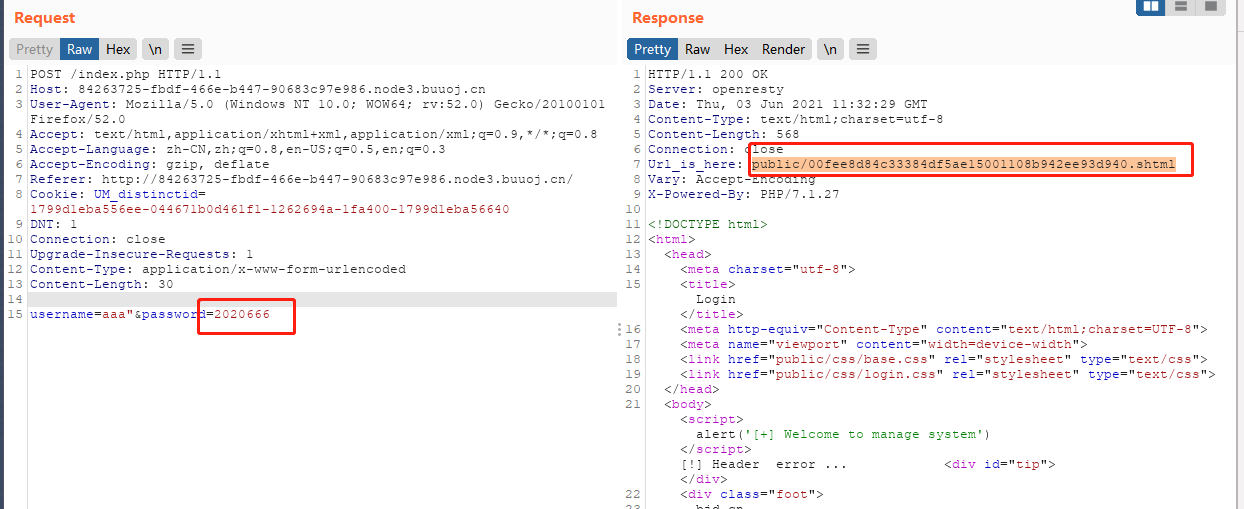 Request
Pretty Raw Hex \n
1 POST /index.php HTTP/1.1
2 Host: 84263725-fbdf-466e-b447-90683c97e986.node3.buuoj.cn
3 User-Agent: Mozilla/5.0 (Windows NT 10.0; WOW64; rv:52.0) Gecko/20100101
Firefox/52.0
4 Accept: text/html,application/xhtml+xml,application/xml;q=0.9,*/*;q=0.8
5 Accept-Language: zh-CN,zh;q=0.8,en-US;q=0.5,en;q=0.3
6 Accept-Encoding: gzip, deflate
7 Referer: http://84263725-fbdf-466e-b447-90683c97e986.node3.buuoj.cn/
8 Cookie: UM_distinctid=
1799d1eba556ee-044671b0d461f1-1262694a-1fa400-1799d1eba56640
9 DNT: 1
10 Connection: close
11 Upgrade-Insecure-Requests: 1
12 Content-Type: application/x-www-form-urlencoded
13 Content-Length: 30
14
15 username=aaa"&password=2020666
Response
Pretty Raw Hex Render \n
1 HTTP/1.1 200 OK
2 Server: openresty
3 Date: Thu, 03 Jun 2021 11:32:29 GMT
4 Content-Type: text/html;charset=utf-8
5 Content-Length: 568
6 Connection: close
7 Url_is_here: public/00fee8d84c33384df5ae15001108b942ee93d940.shtml
8 Vary: Accept-Encoding
9 X-Powered-By: PHP/7.1.27
10
11 <!DOCTYPE html>
12 <html>
13 <head>
14 <meta charset="utf-8">
15 <title>
Login
</title>
16 <meta http-equiv="Content-Type" content="text/html;charset=UTF-8">
17 <meta name="viewport" content="width=device-width">
18 <link href="public/css/base.css" rel="stylesheet" type="text/css">
19 <link href="public/css/login.css" rel="stylesheet" type="text/css">
20 </head>
21 <body>
<script>
alert('[+] Welcome to manage system')
</script>
[!] Header error ... <div id="tip">
</div>
22 <div class="foot">